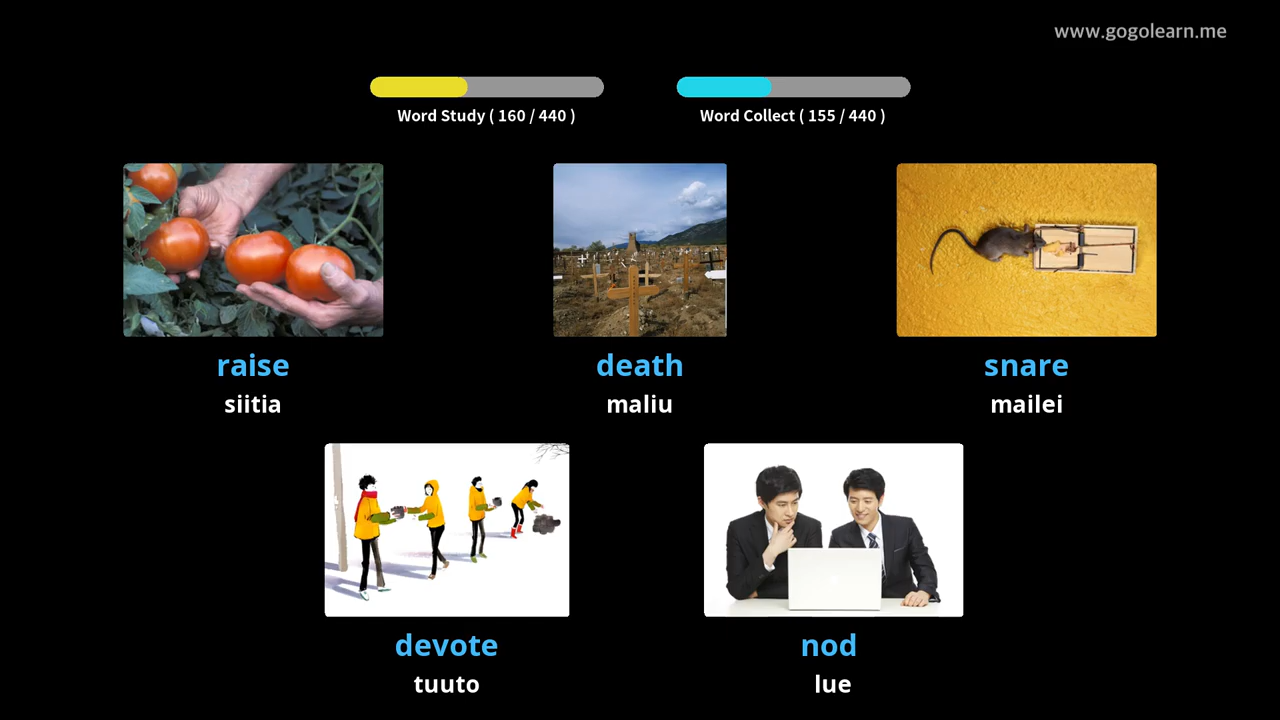 www.gogolearn.me
Word Study ( 160 / 440 )
Word Collect ( 155 / 440 )
raise
siitia
death
maliu
snare
mailei
devote
tuuto
nod
lue